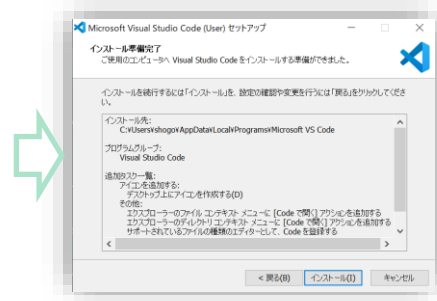 Microsoft Visual Studio Code (User) セットアップ
インストール準備完了
ご使用のコンピュータへ Visual Studio Code をインストールする準備ができました。
インストールを続行するには「インストール」を、設定の確認や変更を行うには「戻る」をクリックしてくださ
い。
インストール先:
C:¥Users¥shogo¥AppData¥Local¥Programs¥Microsoft VS Code
プログラムグループ:
Visual Studio Code
追加タスク一覧:
アイコンを追加する:
デスクトップ上にアイコンを作成する(D)
その他:
エクスプローラーのファイル コンテキスト メニューに [Code で開く] アクションを追加する
エクスプローラーのディレクトリ コンテキスト メニューに [Code で開く] アクションを追加する
サポートされているファイルの種類のエディターとして、Code を登録する
< 戻る(B)
インストール(I)
キャンセル